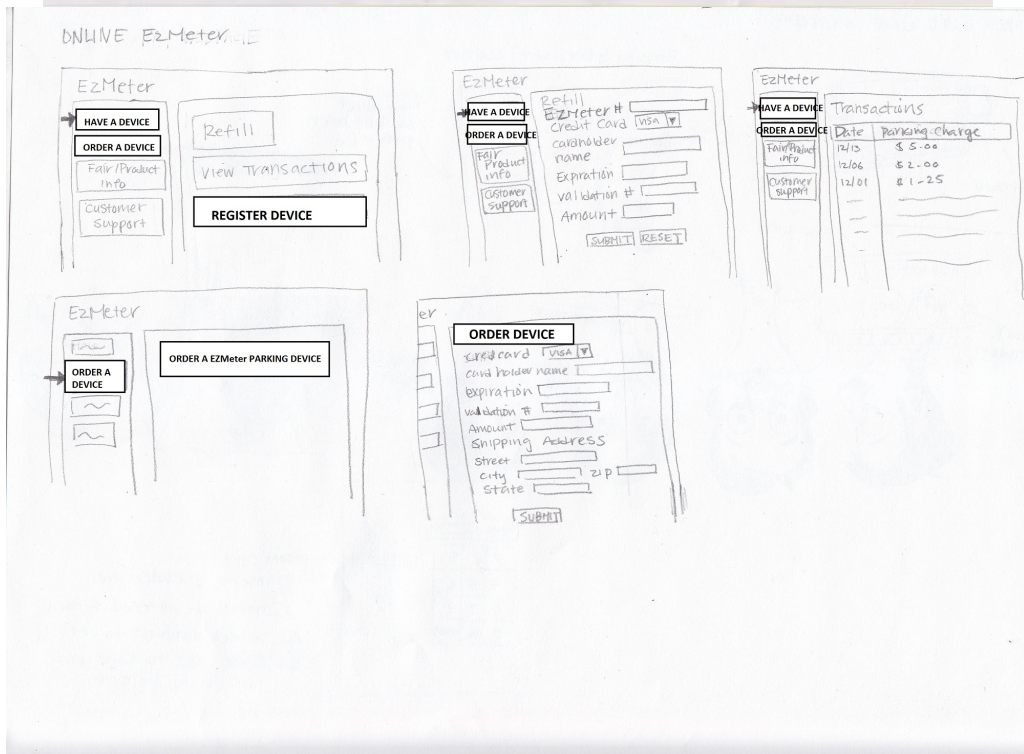 ONLINE EzMeter
EzMeter
HAVE A DEVICE
ORDER A DEVICE
Fair/Product
Info
Customer
Support
Refill
View Transactions
REGISTER DEVICE
EzMeter
HAVE A DEVICE
ORDER A DEVICE
Fair
Product
info
Customer
Support
Refill
EZMeter #
Credit Card VISA
cardholder
name
Expiration
validation #
Amount
SUBMIT RESET
EzMeter
HAVE A DEVICE
ORDER A DEVICE
Fair/Product
info
Customer
Support
Transactions
Date Parking Charge
12/13 $ 5.00
12/06 $ 2.00
12/01 $ 1.25
EzMeter
ORDER A
DEVICE
ORDER A EZMeter PARKING DEVICE
er
ORDER DEVICE
credcard VISA
card holder name
expiration
validation #
Amount
Shipping Address
street
city zip
state
SUBMIT